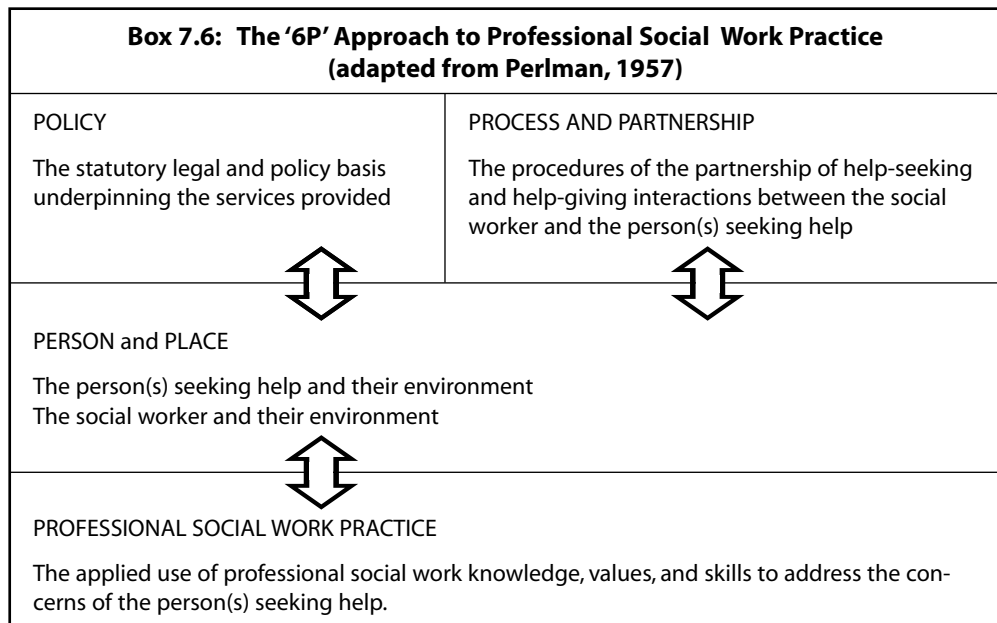 Box 7.6: The ‘6P’ Approach to Professional Social Work Practice
(adapted from Perlman, 1957)
POLICY
The statutory legal and policy basis
underpinning the services provided
PROCESS AND PARTNERSHIP
The procedures of the partnership of help-seeking
and help-giving interactions between the social
worker and the person(s) seeking help
PERSON and PLACE
The person(s) seeking help and their environment
The social worker and their environment
PROFESSIONAL SOCIAL WORK PRACTICE
The applied use of professional social work knowledge, values, and skills to address the con-
cerns of the person(s) seeking help.